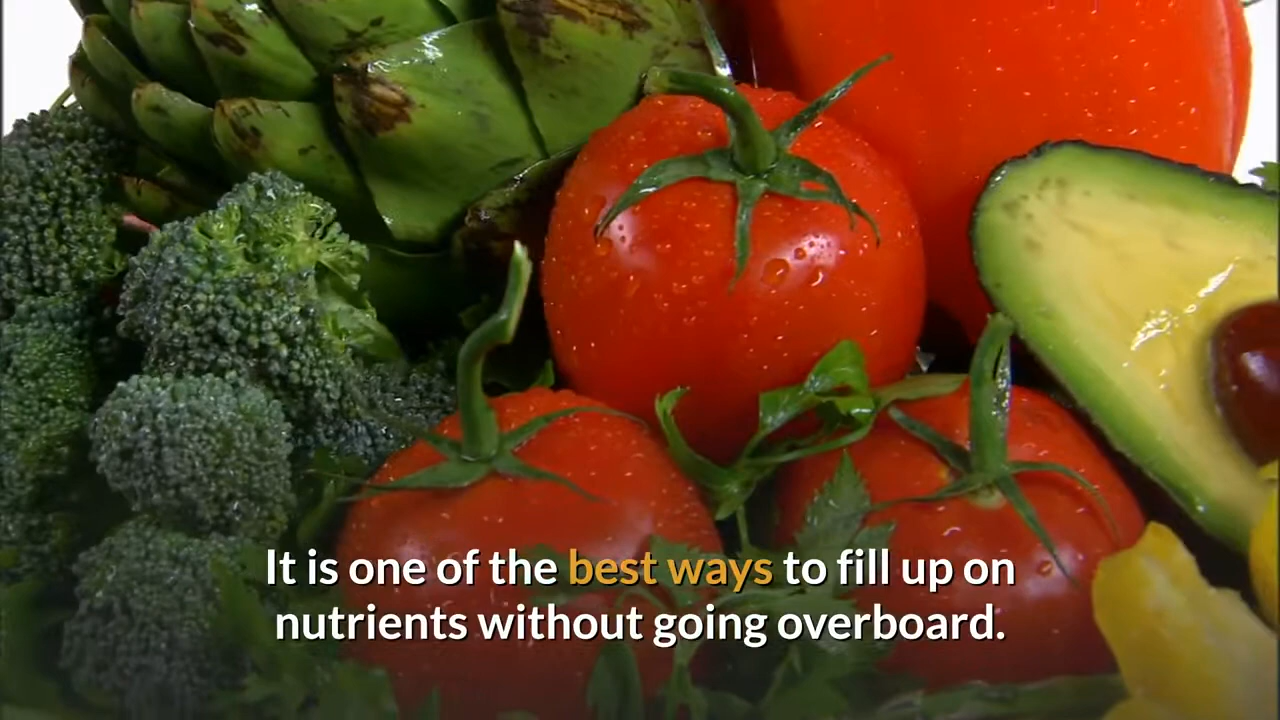 It is one of the best ways to fill up on
nutrients without going overboard.